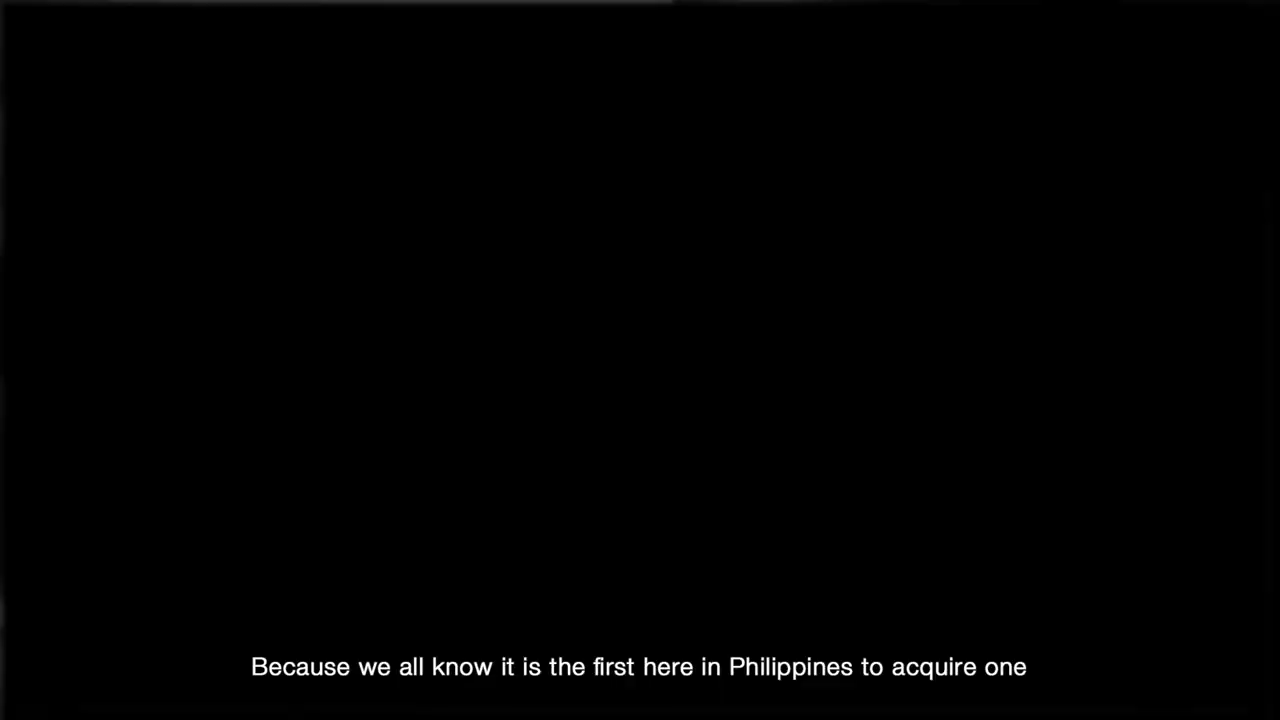 Because we all know it is the first here in Philippines to acquire one